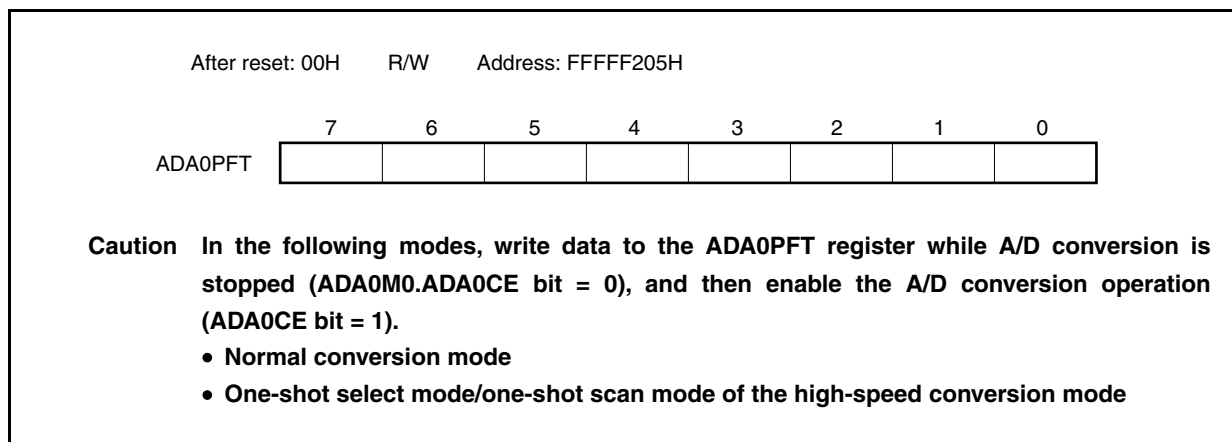 After reset: 00H R/W Address: FFFFF205H
7 6 5 4 3 2 1 0
ADA0PFT
Caution In the following modes, write data to the ADA0PFT register while A/D conversion is
stopped (ADA0M0.ADA0CE bit = 0), and then enable the A/D conversion operation
(ADA0CE bit = 1).
• Normal conversion mode
• One-shot select mode/one-shot scan mode of the high-speed conversion mode